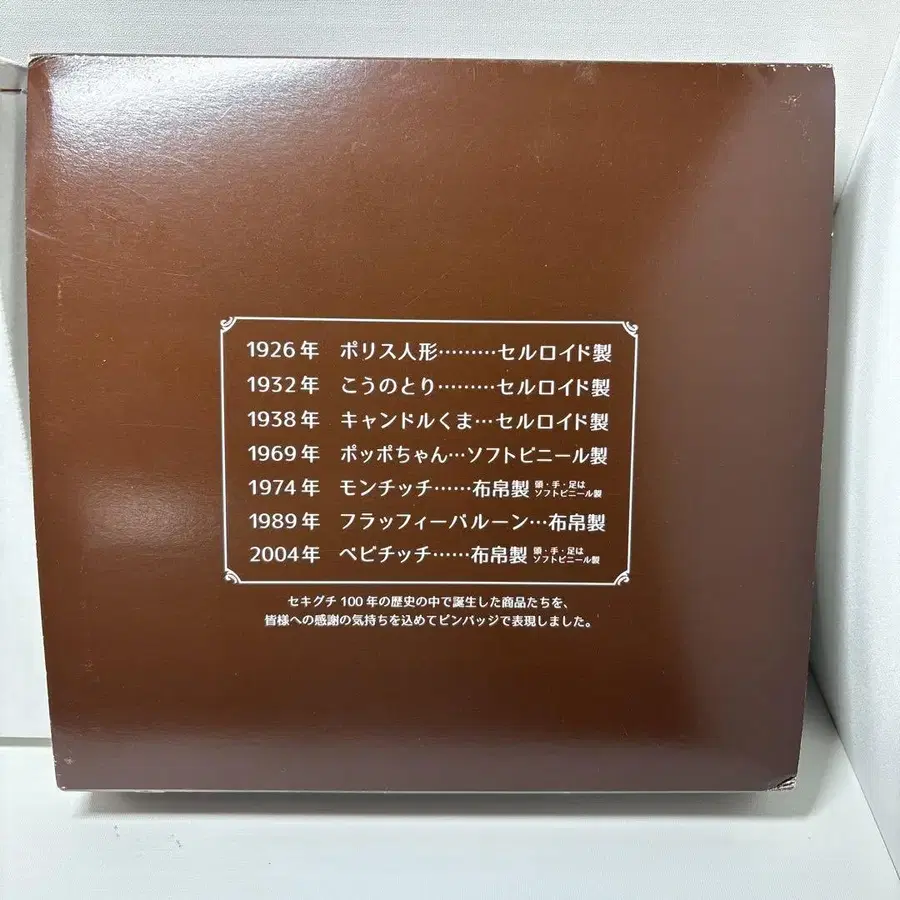 1926年 ポリス人形………セルロイド製
1932年 こうのとり………セルロイド製
1938年 キャンドルくま…セルロイド製
1969年 ポッポちゃん…ソフトビニール製
1974年 モンチッチ……布帛製 頭・手・足はソフトビニール製
1989年 フラッフィーバルーン…布帛製
2004年 ベビチッチ……布帛製 頭・手・足はソフトビニール製
セキグチ100年の歴史の中で誕生した商品たちを、
皆様への感謝の気持ちを込めてピンバッジで表現しました。